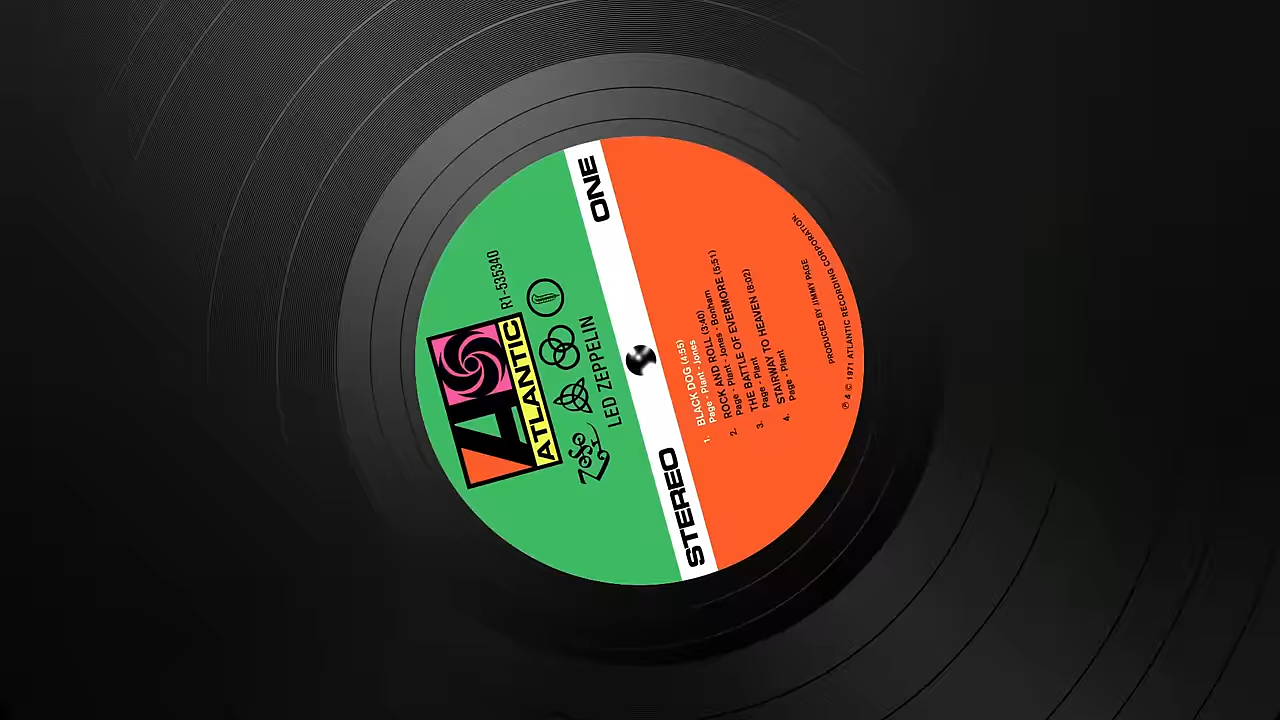 R1-535340
ATLANTIC
Zoso
LED ZEPPELIN
STEREO
ONE
1. BLACK DOG (4:55)
Page - Plant - Jones
2. ROCK AND ROLL (3:40)
Page - Plant - Jones - Bonham
3. THE BATTLE OF EVERMORE (5:51)
Page - Plant
4. STAIRWAY TO HEAVEN (8:02)
Page - Plant
PRODUCED BY JIMMY PAGE
℗ & © 1971 ATLANTIC RECORDING CORPORATION.